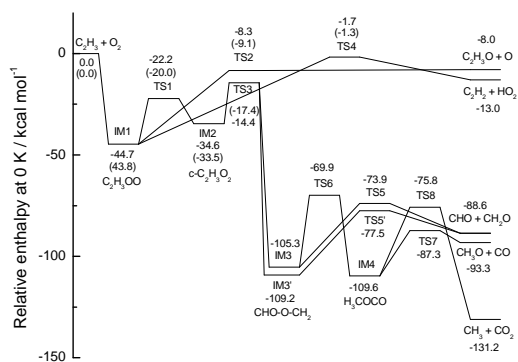 Relative enthalpy at 0 K / kcal mol⁻¹
0
-50
-100
-150
C₂H₃ + O₂
0.0
(0.0)
IM1
-44.7
(43.8)
C₂H₃OO
-22.2
(-20.0)
TS1
IM2
-34.6
(-33.5)
c-C₂H₃O₂
-8.3
(-9.1)
TS2
TS3
(-17.4)
-14.4
-1.7
(-1.3)
TS4
-8.0
C₂H₃O + O
C₂H₂ + HO₂
-13.0
-105.3
IM3
IM3'
-109.2
CHO-O-CH₂
-69.9
TS6
IM4
-109.6
H₃COCO
-73.9
TS5
TS5'
-77.5
-75.8
TS8
TS7
-87.3
-88.6
CHO + CH₂O
CH₃O + CO
-93.3
CH₃ + CO₂
-131.2